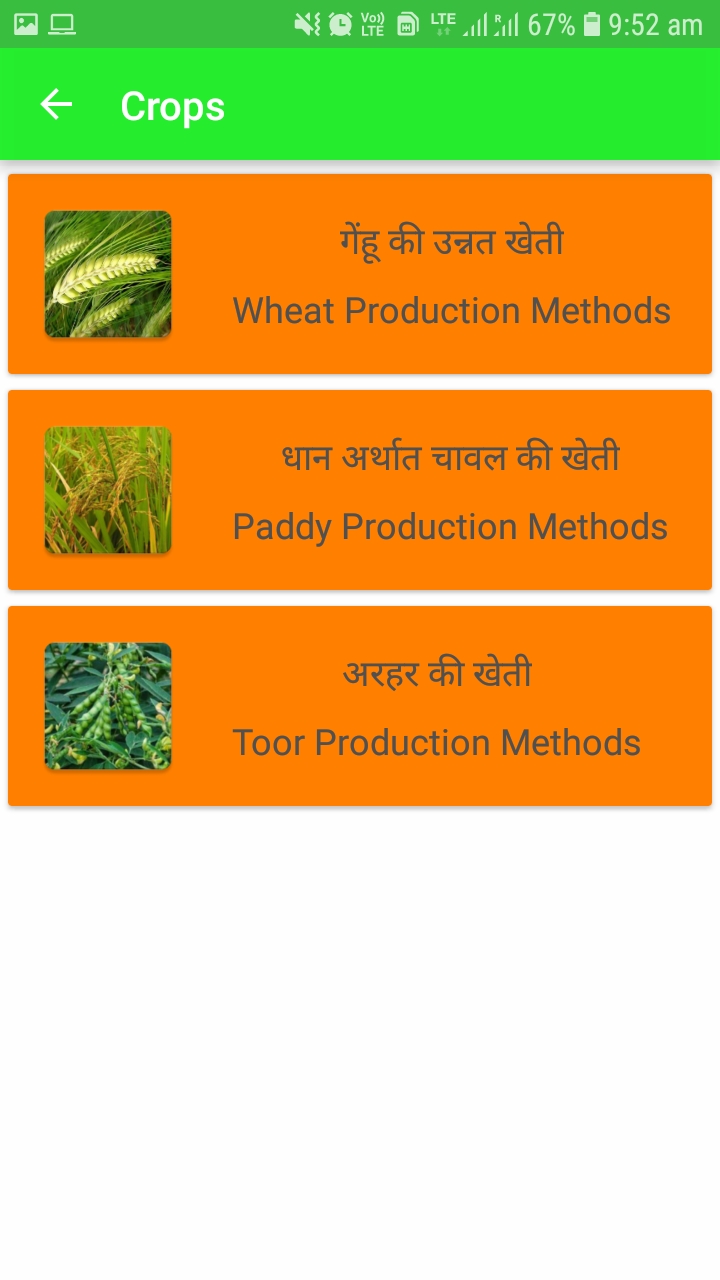 Vo)) LTE LTE R 67% 9:52 am
Crops
गेंहू की उन्नत खेती
Wheat Production Methods
धान अर्थात चावल की खेती
Paddy Production Methods
अरहर की खेती
Toor Production Methods